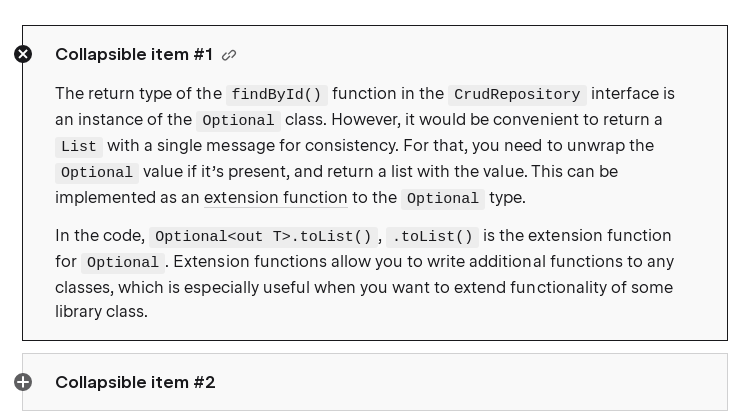 Collapsible item #1
The return type of the findById() function in the CrudRepository interface is
an instance of the Optional class. However, it would be convenient to return a
List with a single message for consistency. For that, you need to unwrap the
Optional value if it’s present, and return a list with the value. This can be
implemented as an extension function to the Optional type.
In the code, Optional<out T>.toList(), .toList() is the extension function
for Optional. Extension functions allow you to write additional functions to any
classes, which is especially useful when you want to extend functionality of some
library class.
Collapsible item #2